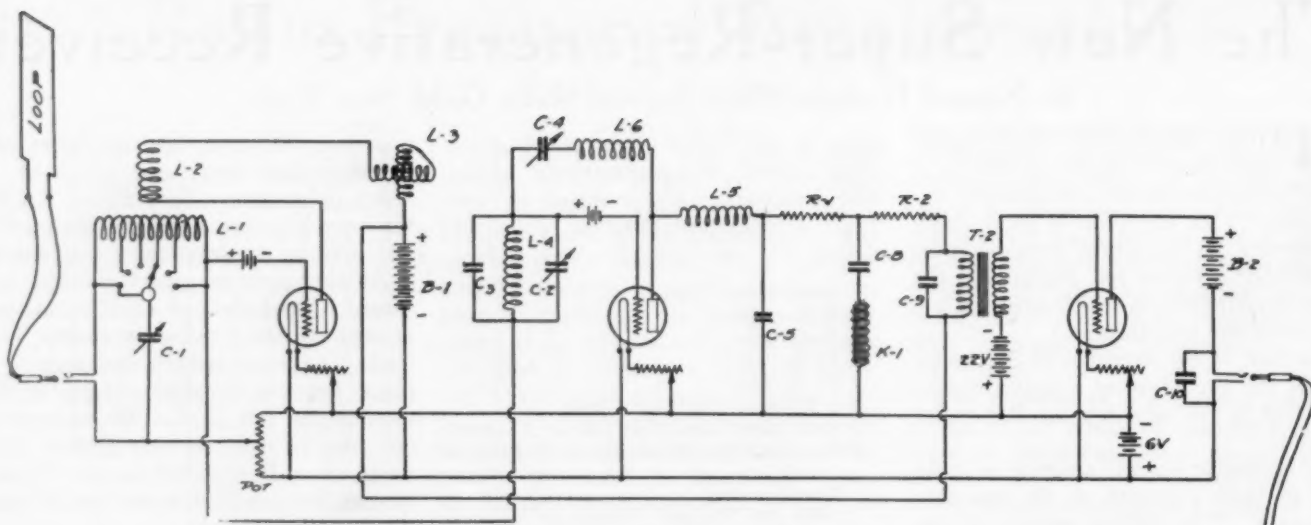 The New Super-Regenerative Receiver
LOOP
C-4
L-6
L-3
L-2
L-5
R-1
R-2
L-1
T-2
+ -
+ -
+
B-1
-
C3
L-4
C-2
C-8
C-9
+
B-2
-
C-1
C-5
K-1
-
22V
+
C-10
-
6V
+
POT